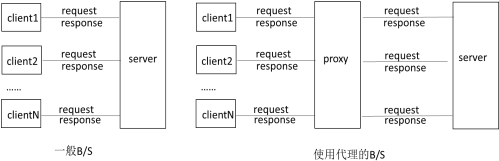 client1
request
response
client2
request
response
server
......
clientN
request
response
一般B/S
client1
request
response
request
response
client2
request
response
proxy
request
response
server
......
clientN
request
response
request
response
使用代理的B/S